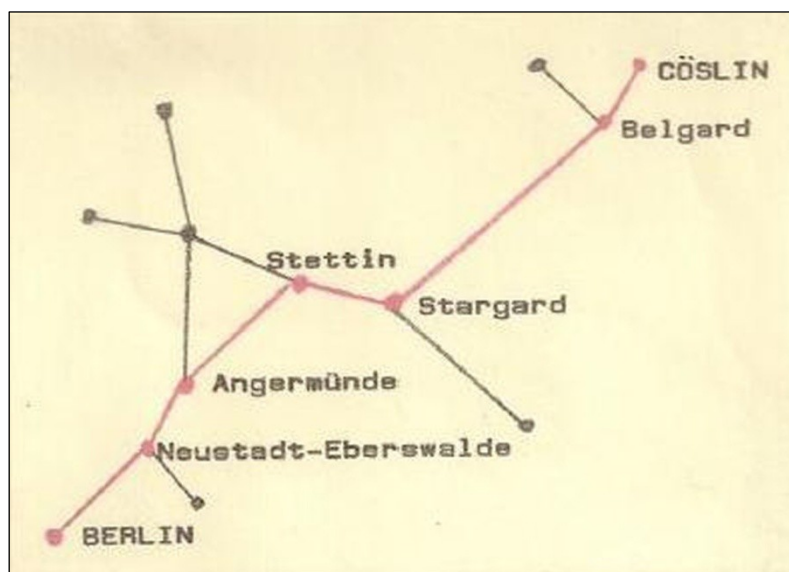 CÖSLIN
Belgard
Stettin
Stargard
Angermünde
Neustadt-Eberswalde
BERLIN